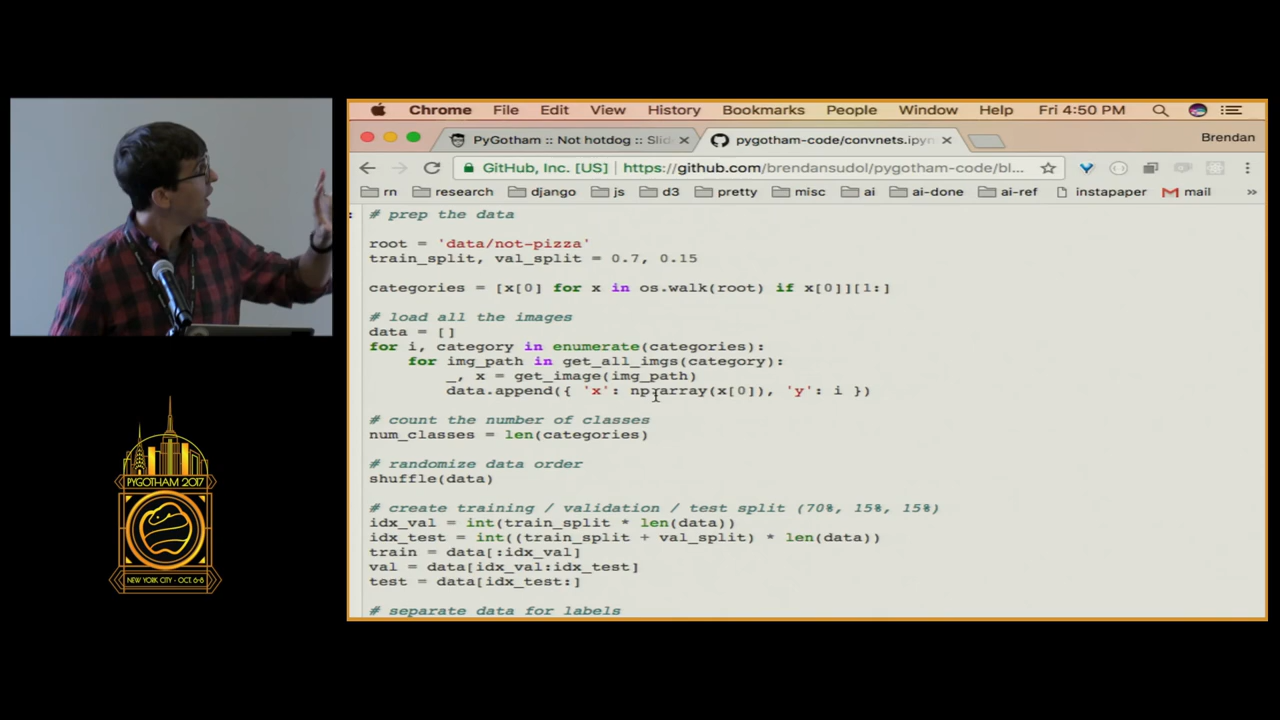 Chrome File Edit View History Bookmarks People Window Help Fri 4:50 PM
PyGotham :: Not hotdog :: Slid
pygotham-code/convnets.ipyn
Brendan
GitHub, Inc. [US] https://github.com/brendansudol/pygotham-code/bl...
rn research django js d3 pretty misc ai ai-done ai-ref instapaper mail »
# prep the data
root = 'data/not-pizza'
train_split, val_split = 0.7, 0.15
categories = [x[0] for x in os.walk(root) if x[0]][1:]
# load all the images
data = []
for i, category in enumerate(categories):
for img_path in get_all_imgs(category):
_, x = get_image(img_path)
data.append({ 'x': np.array(x[0]), 'y': i })
# count the number of classes
num_classes = len(categories)
# randomize data order
shuffle(data)
# create training / validation / test split (70%, 15%, 15%)
idx_val = int(train_split * len(data))
idx_test = int((train_split + val_split) * len(data))
train = data[:idx_val]
val = data[idx_val:idx_test]
test = data[idx_test:]
# separate data for labels
PYGOTHAM 2017
NEW YORK CITY - OCT. 6-8